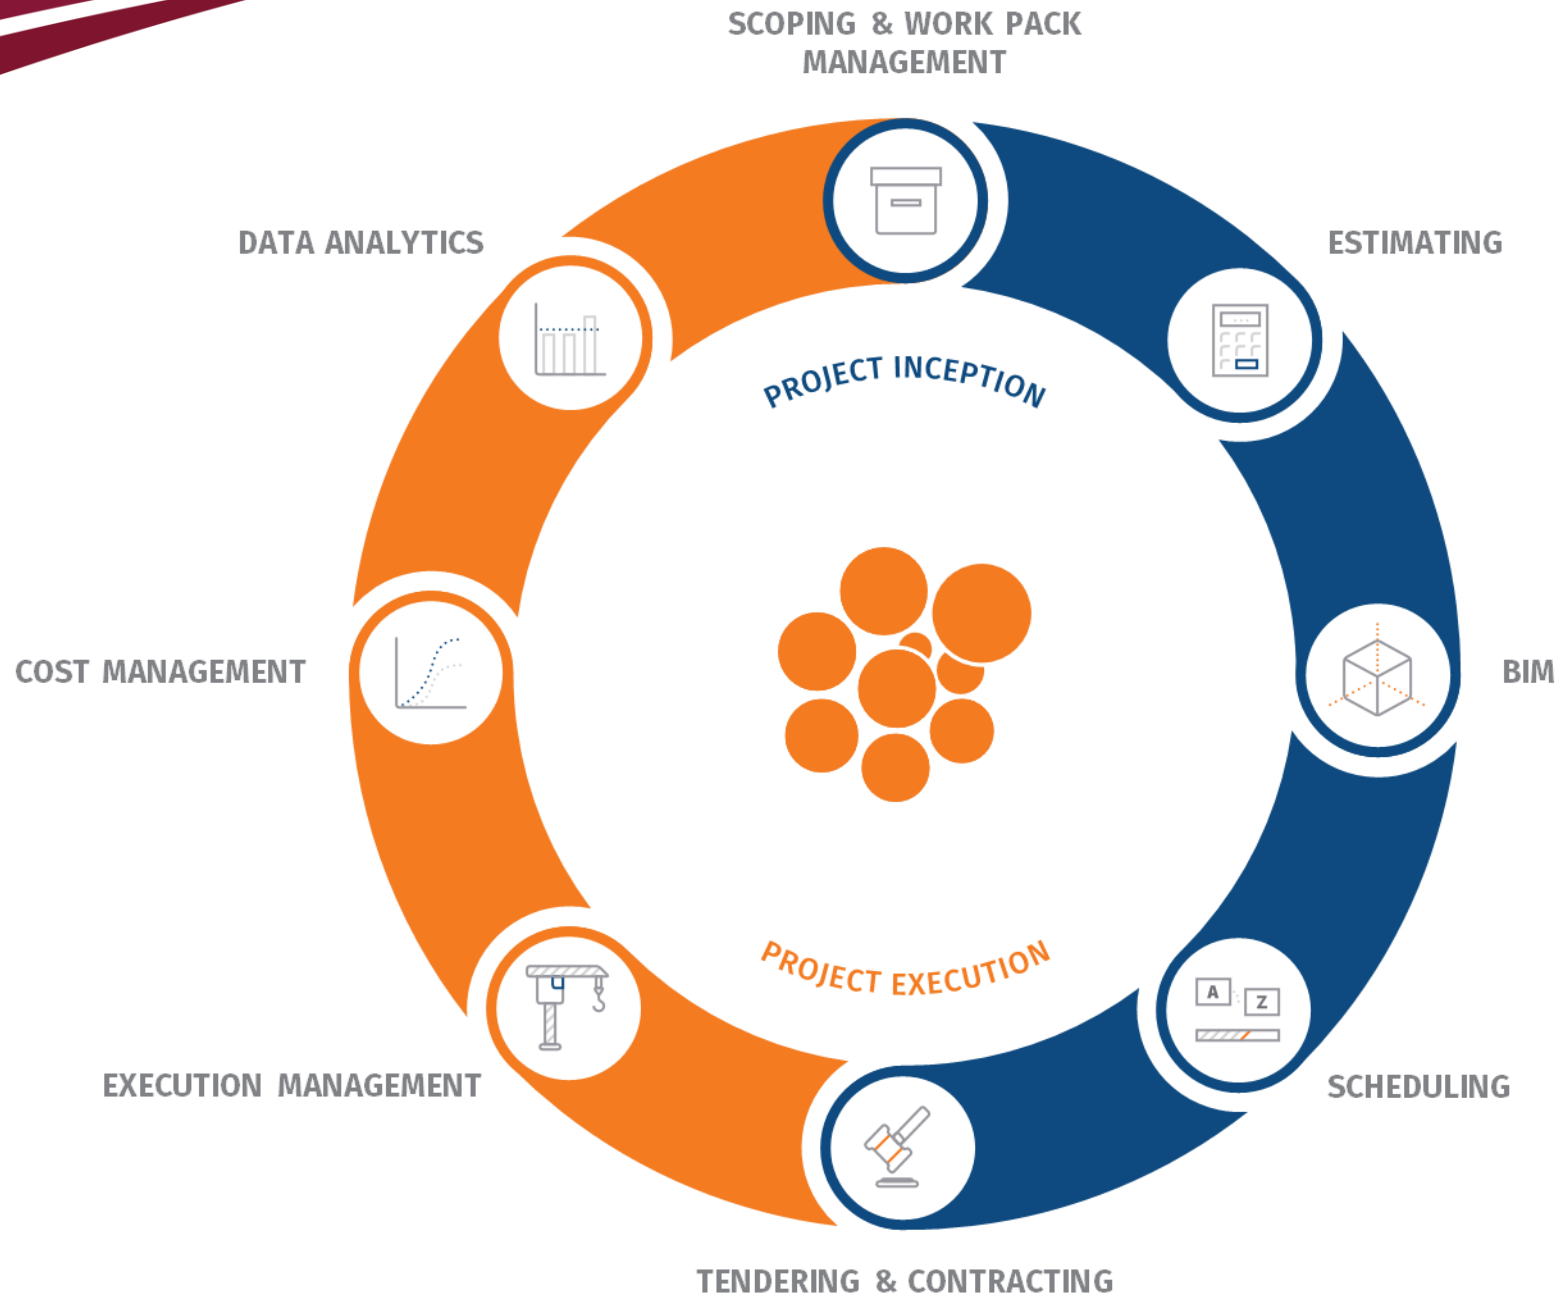 SCOPING & WORK PACK
MANAGEMENT
DATA ANALYTICS
ESTIMATING
PROJECT INCEPTION
COST MANAGEMENT
BIM
PROJECT EXECUTION
A
Z
EXECUTION MANAGEMENT
SCHEDULING
TENDERING & CONTRACTING